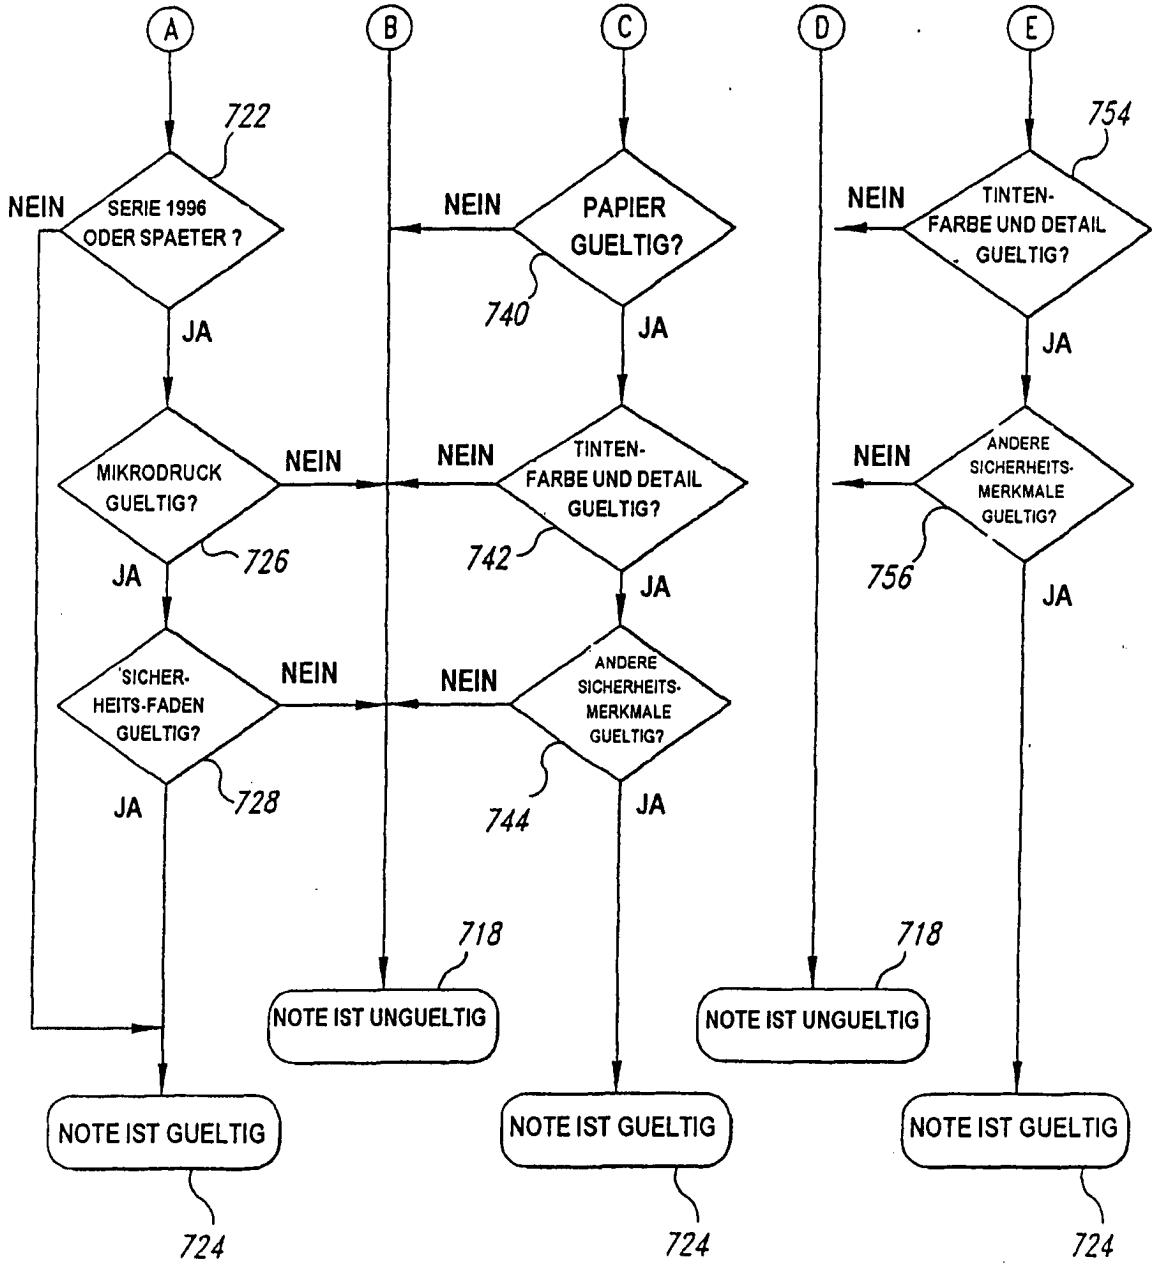 A
B
C
D
E
722
SERIE 1996
ODER SPAETER ?
NEIN
JA
MIKRODRUCK
GUELTIG?
NEIN
726
JA
'SICHER-
HEITS-FADEN
GUELTIG?
NEIN
728
JA
NOTE IST GUELTIG
724
NOTE IST UNGUELTIG
718
PAPIER
GUELTIG?
NEIN
740
JA
TINTEN-
FARBE UND DETAIL
GUELTIG?
NEIN
742
JA
ANDERE
SICHERHEITS-
MERKMALE
GUELTIG?
NEIN
744
JA
NOTE IST GUELTIG
724
NOTE IST UNGUELTIG
718
754
TINTEN-
FARBE UND DETAIL
GUELTIG?
NEIN
JA
ANDERE
SICHERHEITS-
MERKMALE
GUELTIG?
NEIN
756
JA
NOTE IST GUELTIG
724